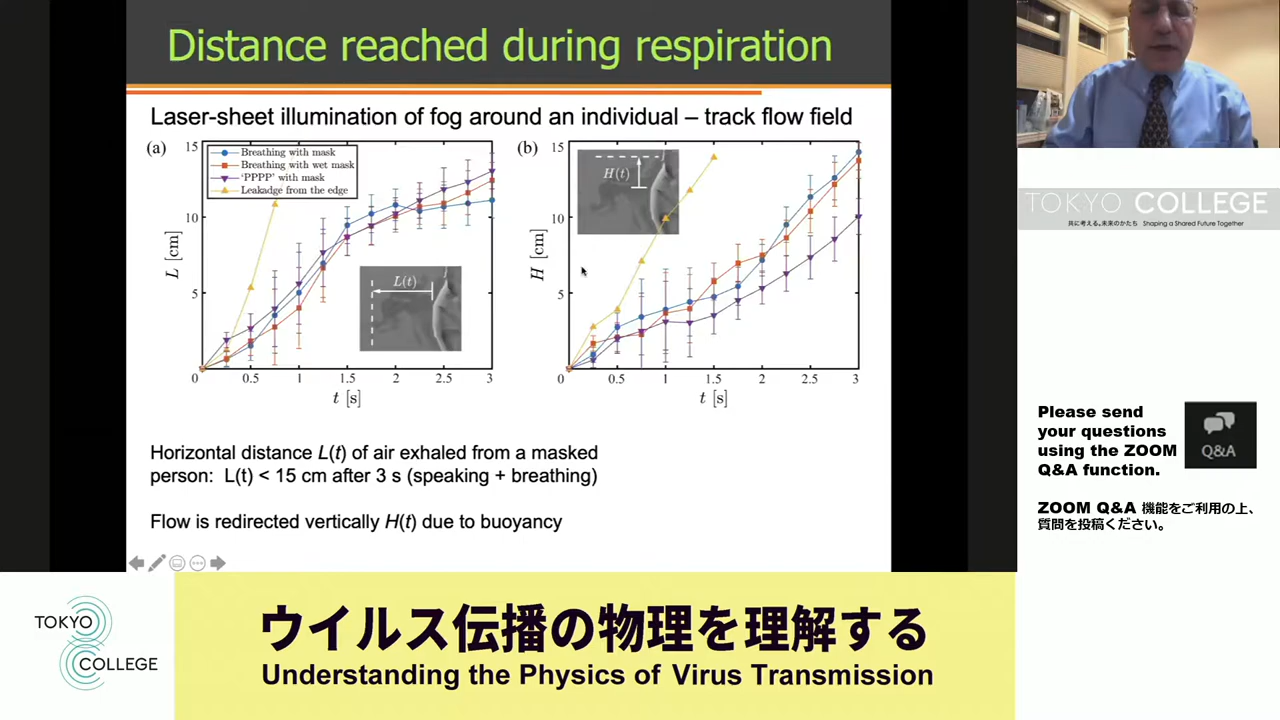 Distance reached during respiration
Laser-sheet illumination of fog around an individual – track flow field
(a)
15
10
5
0
0.5
1
1.5
2
2.5
3
L [cm]
t [s]
Breathing with mask
Breathing with wet mask
'PPPP' with mask
Leakadge from the edge
L(t)
(b)
15
10
5
0
0.5
1
1.5
2
2.5
3
H [cm]
t [s]
H(t)
Horizontal distance L(t) of air exhaled from a masked
person: L(t) < 15 cm after 3 s (speaking + breathing)
Flow is redirected vertically H(t) due to buoyancy
TOKYO COLLEGE
共に考える、未来のかたち Shaping a Shared Future Together
Please send
your questions
using the ZOOM
Q&A function.
Q&A
ZOOM Q&A 機能をご利用の上、
質問を投稿ください。
TOKYO
COLLEGE
ウイルス伝播の物理を理解する
Understanding the Physics of Virus Transmission